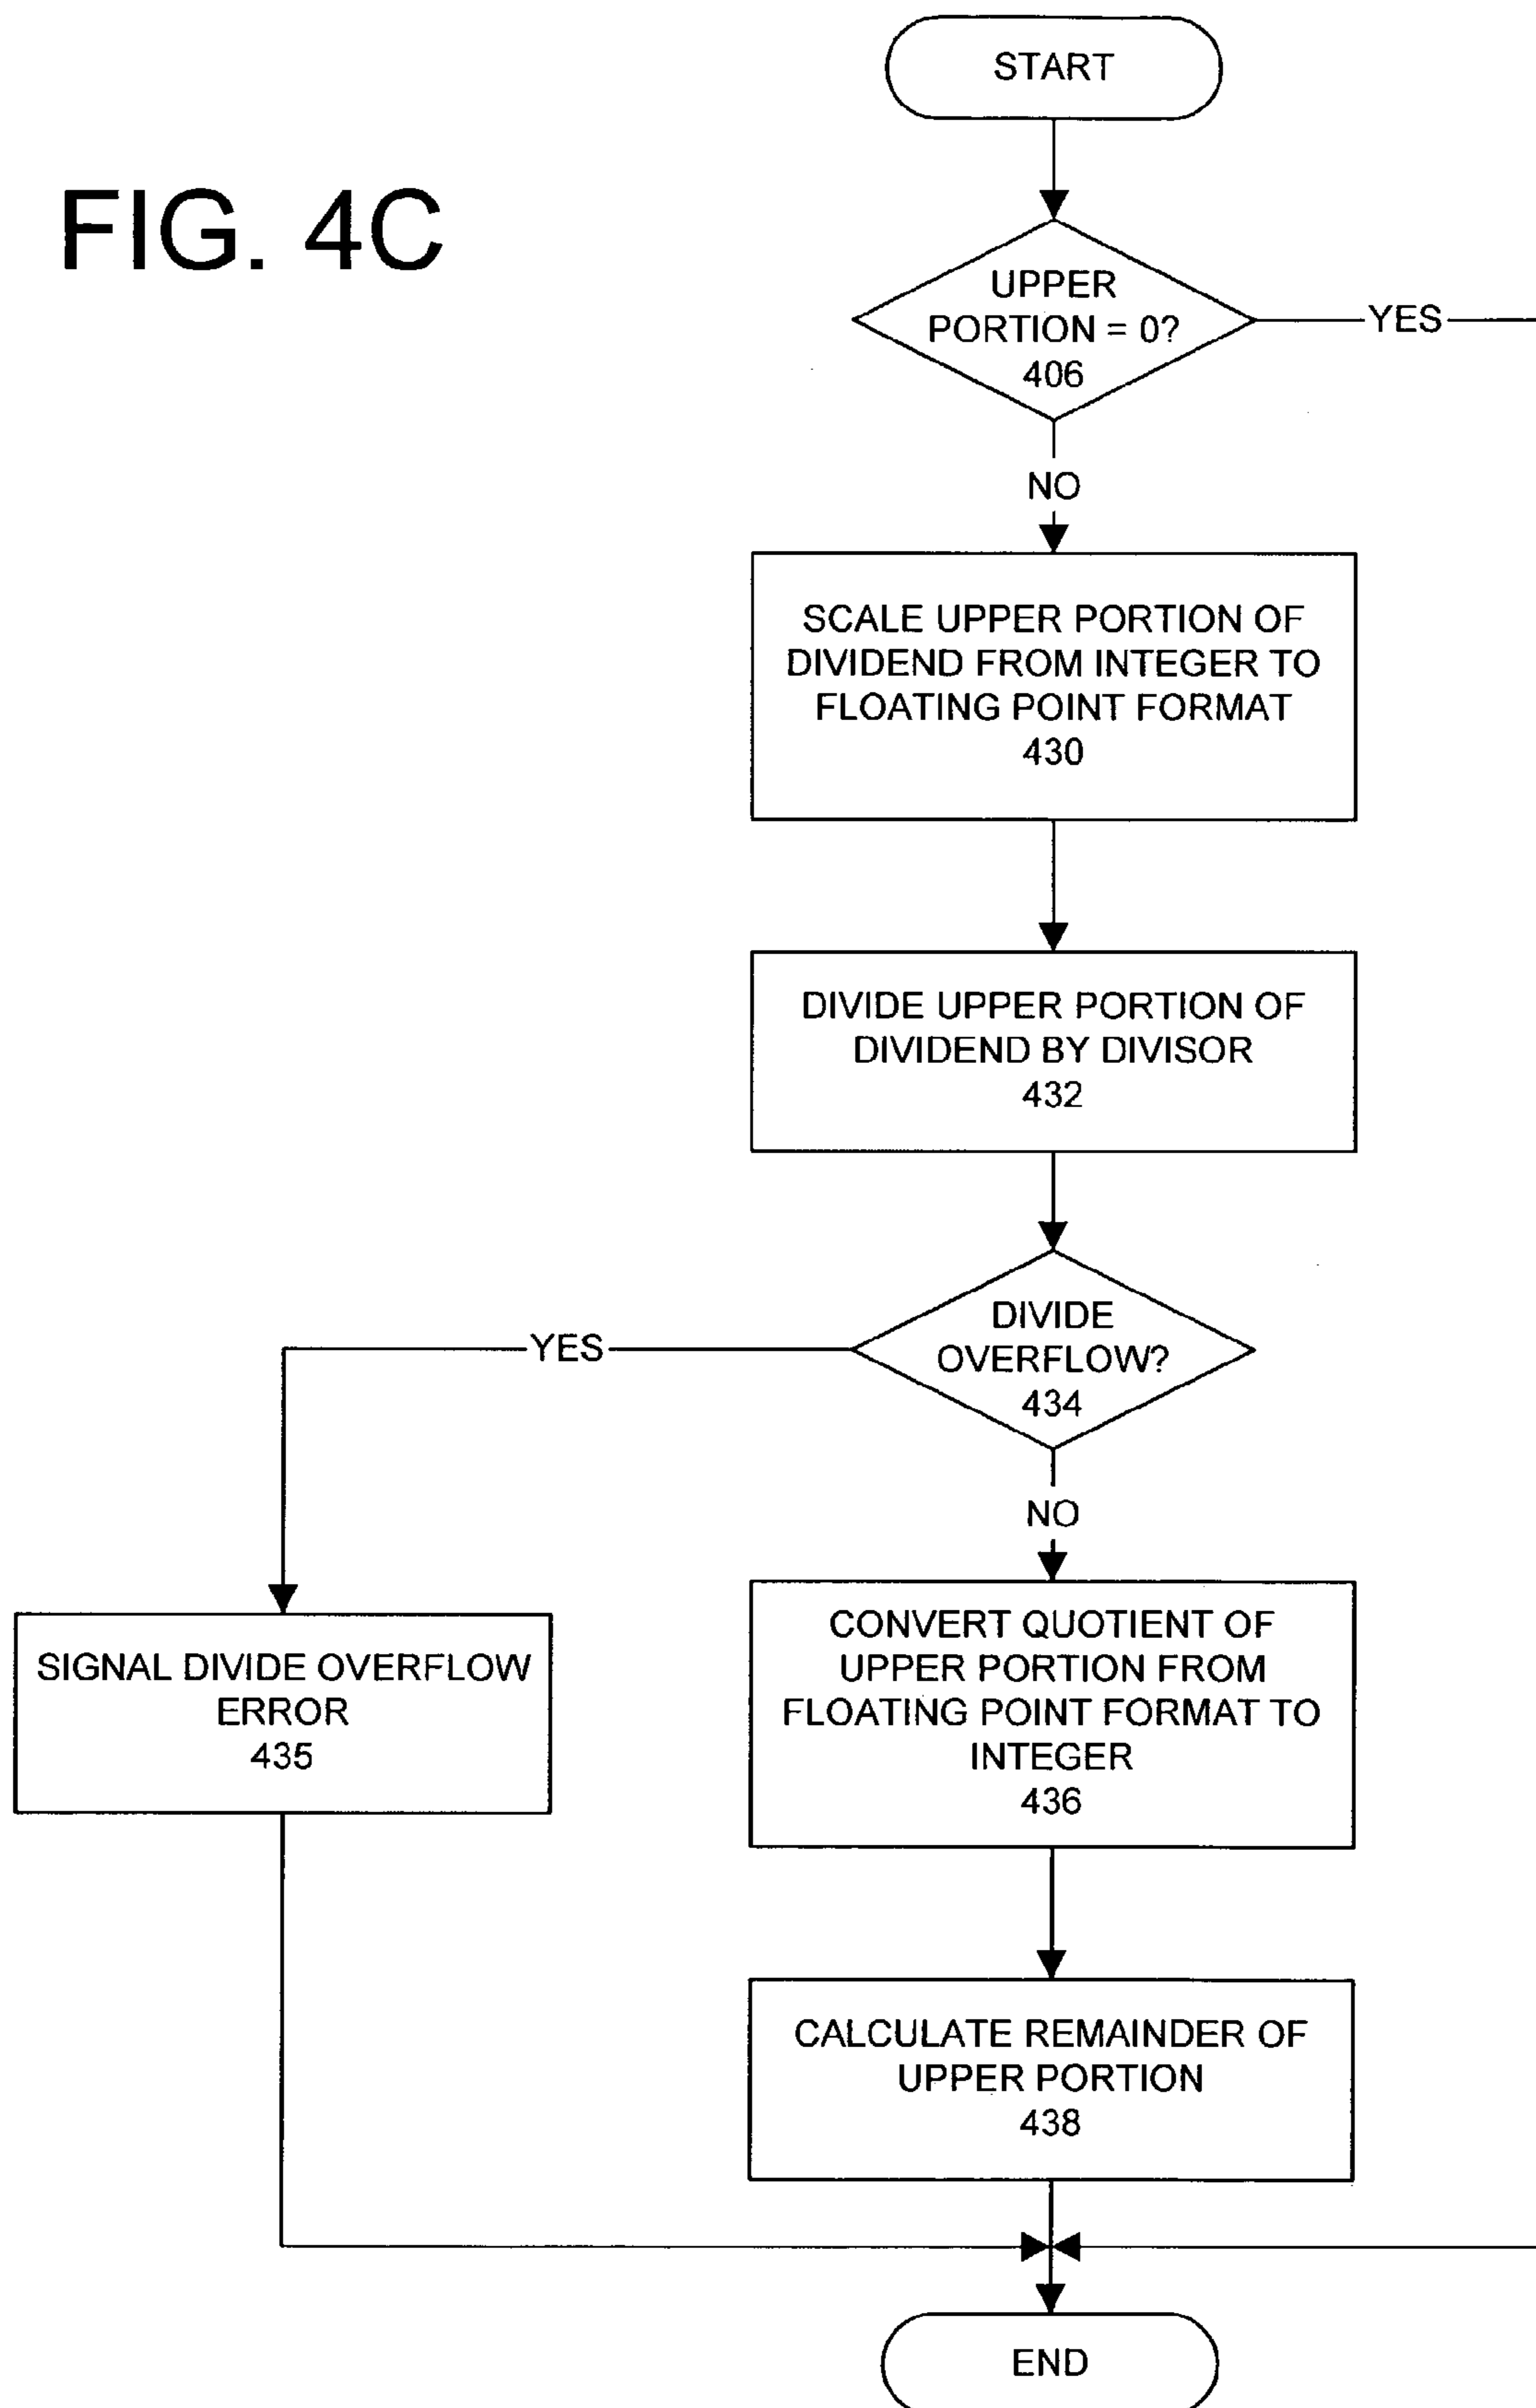 FIG. 4C
START
UPPER
PORTION = 0?
406
YES
NO
SCALE UPPER PORTION OF
DIVIDEND FROM INTEGER TO
FLOATING POINT FORMAT
430
DIVIDE UPPER PORTION OF
DIVIDEND BY DIVISOR
432
DIVIDE
OVERFLOW?
434
YES
NO
SIGNAL DIVIDE OVERFLOW
ERROR
435
CONVERT QUOTIENT OF
UPPER PORTION FROM
FLOATING POINT FORMAT TO
INTEGER
436
CALCULATE REMAINDER OF
UPPER PORTION
438
END